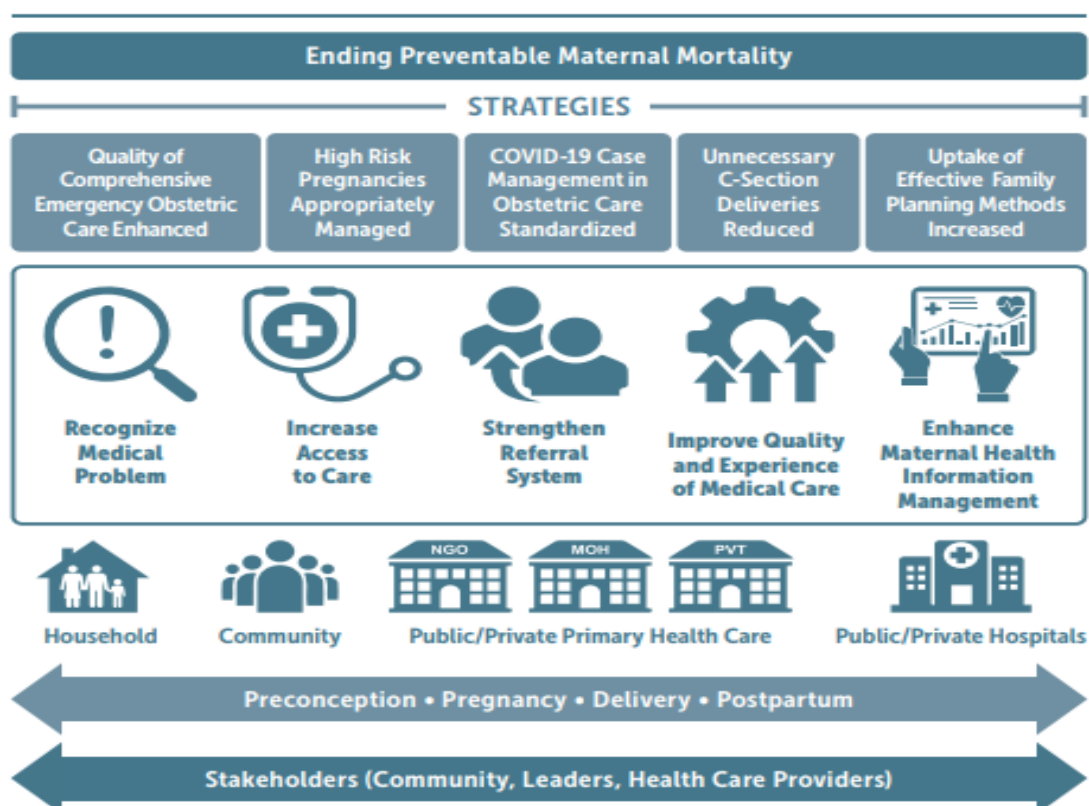 Ending Preventable Maternal Mortality
STRATEGIES
Quality of
Comprehensive
Emergency Obstetric
Care Enhanced
High Risk
Pregnancies
Appropriately
Managed
COVID-19 Case
Management in
Obstetric Care
Standardized
Unnecessary
C-Section
Deliveries
Reduced
Uptake of
Effective Family
Planning Methods
Increased
Recognize
Medical
Problem
Increase
Access
to Care
Strengthen
Referral
System
Improve Quality
and Experience
of Medical Care
Enhance
Maternal Health
Information
Management
NGO
MOH
PVT
Household
Community
Public/Private Primary Health Care
Public/Private Hospitals
Preconception • Pregnancy • Delivery • Postpartum
Stakeholders (Community, Leaders, Health Care Providers)